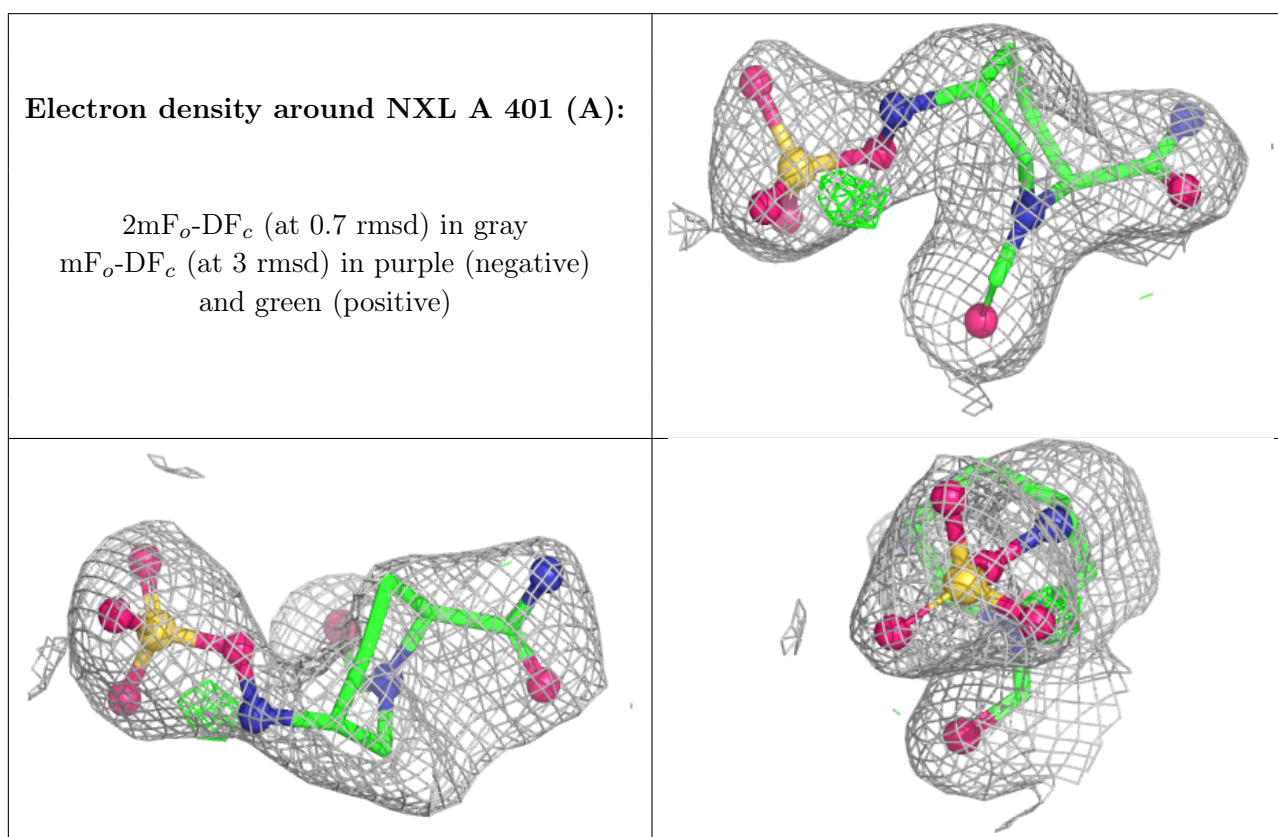 Electron density around NXL A 401 (A):
2mFo-DFc (at 0.7 rmsd) in gray
mFo-DFc (at 3 rmsd) in purple (negative)
and green (positive)